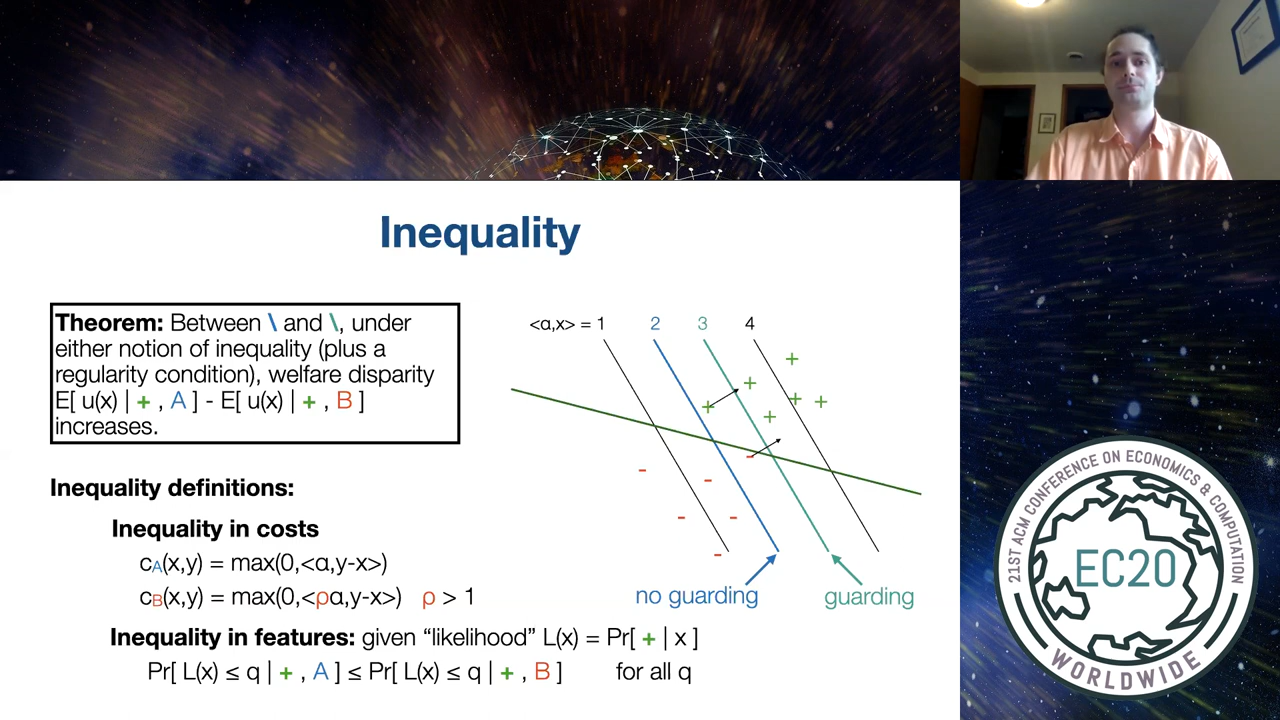 Inequality
Theorem: Between \ and \, under
either notion of inequality (plus a
regularity condition), welfare disparity
E[ u(x) | + , A ] - E[ u(x) | + , B ]
increases.
<α,x> = 1 2 3 4
no guarding guarding
Inequality definitions:
Inequality in costs
cA(x,y) = max(0,<α,y-x>)
cB(x,y) = max(0,<ρα,y-x>) ρ > 1
Inequality in features: given “likelihood” L(x) = Pr[ + | x ]
Pr[ L(x) ≤ q | + , A ] ≤ Pr[ L(x) ≤ q | + , B ] for all q
21ST ACM CONFERENCE ON ECONOMICS & COMPUTATION
EC20
WORLDWIDE